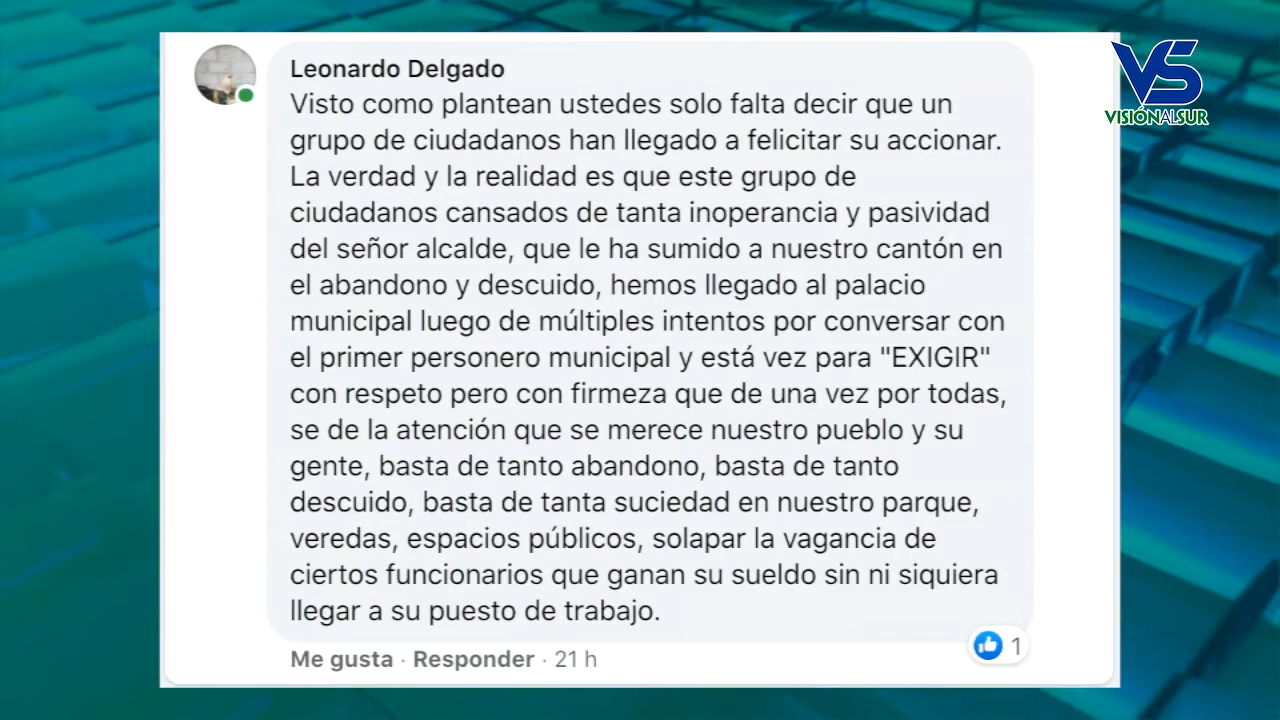 Leonardo Delgado
Visto como plantean ustedes solo falta decir que un
grupo de ciudadanos han llegado a felicitar su accionar.
La verdad y la realidad es que este grupo de
ciudadanos cansados de tanta inoperancia y pasividad
del señor alcalde, que le ha sumido a nuestro cantón en
el abandono y descuido, hemos llegado al palacio
municipal luego de múltiples intentos por conversar con
el primer personero municipal y está vez para "EXIGIR"
con respeto pero con firmeza que de una vez por todas,
se de la atención que se merece nuestro pueblo y su
gente, basta de tanto abandono, basta de tanto
descuido, basta de tanta suciedad en nuestro parque,
veredas, espacios públicos, solapar la vagancia de
ciertos funcionarios que ganan su sueldo sin ni siquiera
llegar a su puesto de trabajo.
Me gusta · Responder · 21 h
1
VS
VISIÓN AL SUR